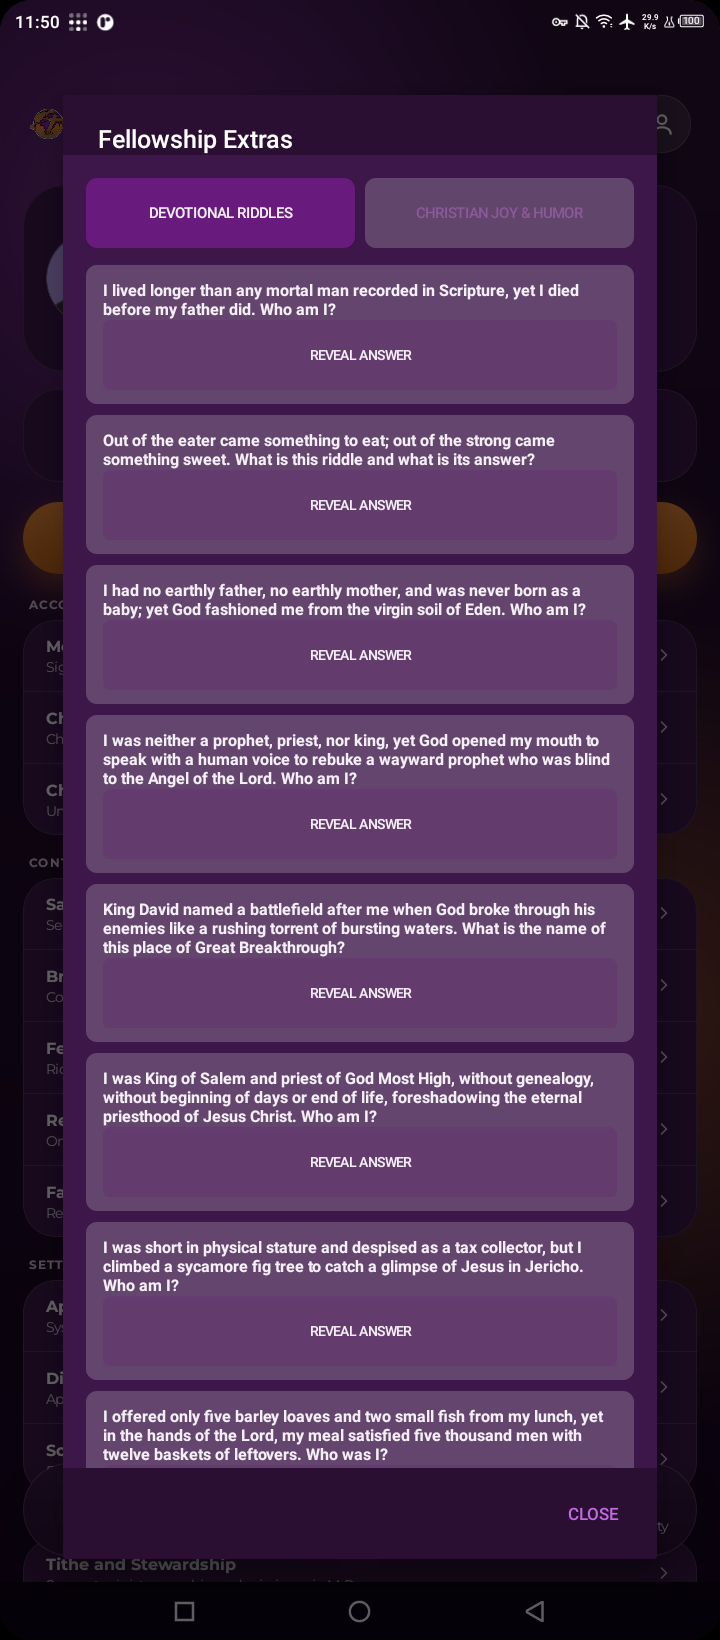 11:50
29.9
K/s
100
Fellowship Extras
DEVOTIONAL RIDDLES
CHRISTIAN JOY & HUMOR
I lived longer than any mortal man recorded in Scripture, yet I died
before my father did. Who am I?
REVEAL ANSWER
Out of the eater came something to eat; out of the strong came
something sweet. What is this riddle and what is its answer?
REVEAL ANSWER
I had no earthly father, no earthly mother, and was never born as a
baby; yet God fashioned me from the virgin soil of Eden. Who am I?
REVEAL ANSWER
I was neither a prophet, priest, nor king, yet God opened my mouth to
speak with a human voice to rebuke a wayward prophet who was blind
to the Angel of the Lord. Who am I?
REVEAL ANSWER
King David named a battlefield after me when God broke through his
enemies like a rushing torrent of bursting waters. What is the name of
this place of Great Breakthrough?
REVEAL ANSWER
I was King of Salem and priest of God Most High, without genealogy,
without beginning of days or end of life, foreshadowing the eternal
priesthood of Jesus Christ. Who am I?
REVEAL ANSWER
I was short in physical stature and despised as a tax collector, but I
climbed a sycamore fig tree to catch a glimpse of Jesus in Jericho.
Who am I?
REVEAL ANSWER
I offered only five barley loaves and two small fish from my lunch, yet
in the hands of the Lord, my meal satisfied five thousand men with
twelve baskets of leftovers. Who was I?
CLOSE
Tithe and Stewardship